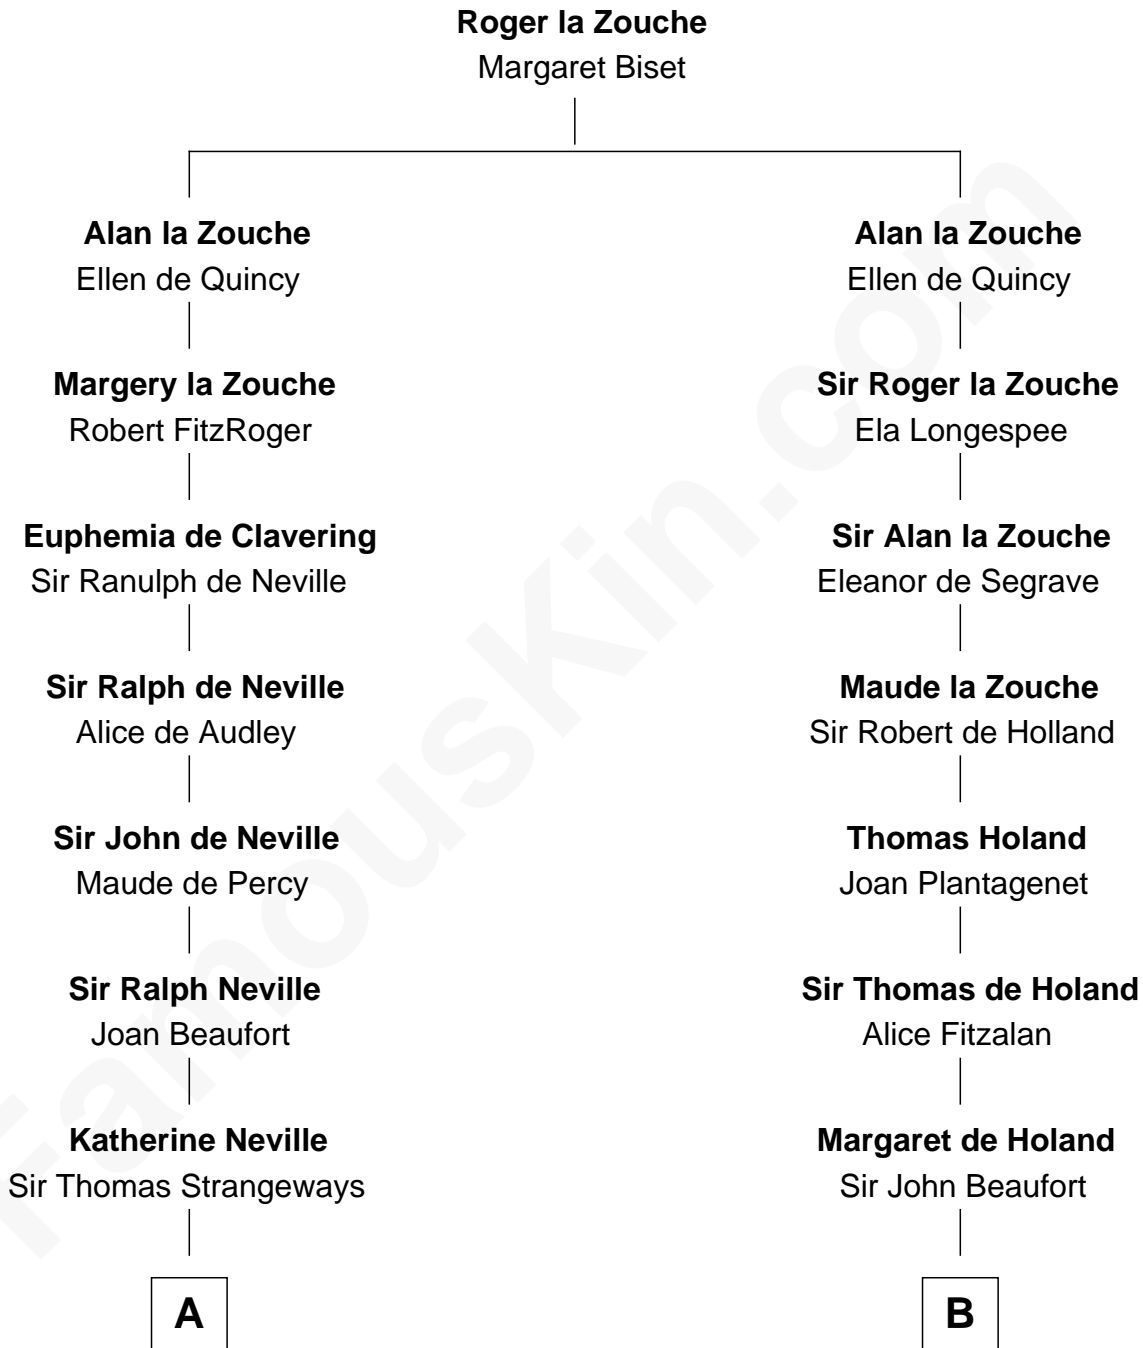 Roger la Zouche
Margaret Biset
Alan la Zouche
Ellen de Quincy
Margery la Zouche
Robert FitzRoger
Euphemia de Clavering
Sir Ranulph de Neville
Sir Ralph de Neville
Alice de Audley
Sir John de Neville
Maude de Percy
Sir Ralph Neville
Joan Beaufort
Katherine Neville
Sir Thomas Strangeways
A
Alan la Zouche
Ellen de Quincy
Sir Roger la Zouche
Ela Longespee
Sir Alan la Zouche
Eleanor de Segrave
Maude la Zouche
Sir Robert de Holland
Thomas Holand
Joan Plantagenet
Sir Thomas de Holand
Alice Fitzalan
Margaret de Holand
Sir John Beaufort
B
FamousKin.com